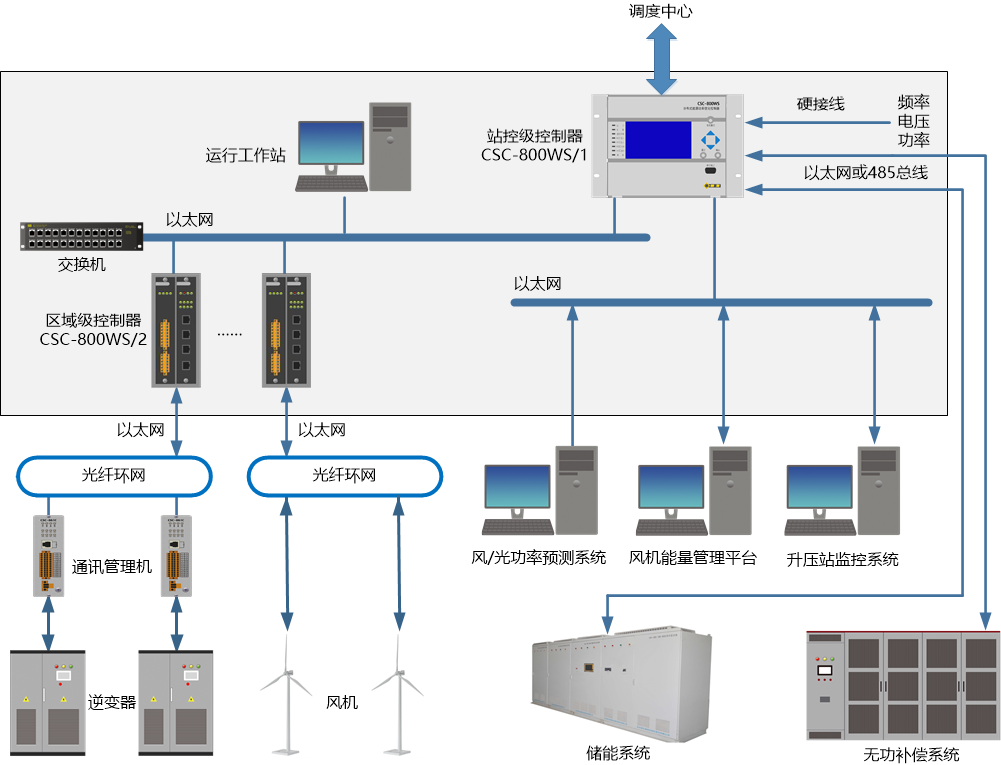 调度中心
CSC-800WS
硬接线
频率
电压
功率
站控级控制器
CSC-800WS/1
运行工作站
以太网或485总线
以太网
交换机
以太网
区域级控制器
CSC-800WS/2
......
以太网
以太网
光纤环网
光纤环网
通讯管理机
风/光功率预测系统
风机能量管理平台
升压站监控系统
逆变器
风机
储能系统
无功补偿系统